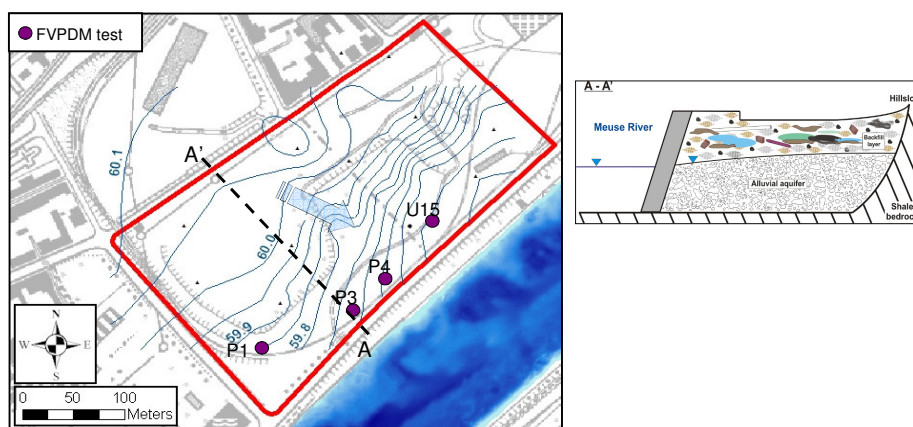 FVPDM test
60.1
A'
60.0
U15
P4
P3
59.9
59.8
P1
A
N
W E
S
0 50 100
Meters
A - A'
Hillslo
Meuse River
Backfill
layer
Alluvial aquifer
Shale
bedroc